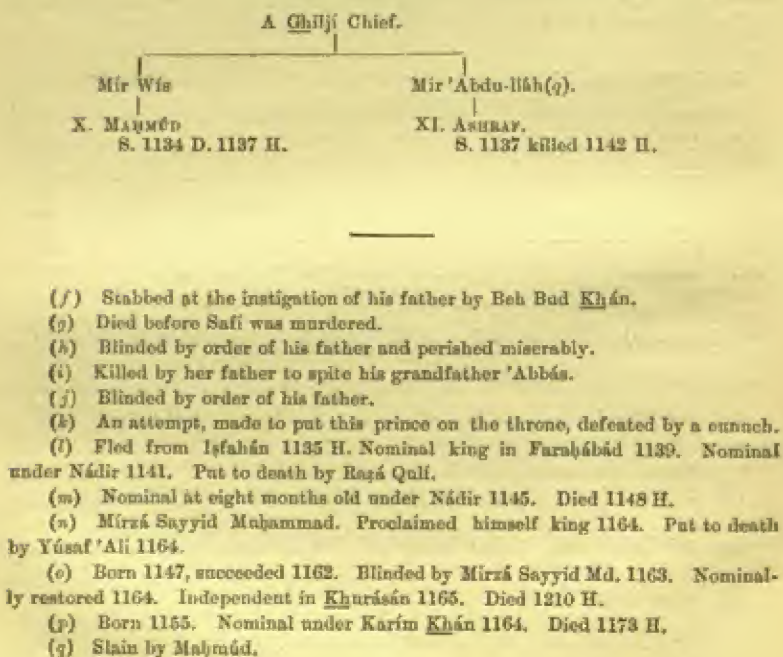 A Ghiljí Chief.
Mír Wís Mír 'Abdu-lláh(q).
X. MAḤMÚD XI. ASHRAF.
S. 1134 D. 1137 H. S. 1137 killed 1142 H.
(f) Stabbed at the instigation of his father by Beh Bud Khán.
(g) Died before Safí was murdered.
(h) Blinded by order of his father and perished miserably.
(i) Killed by her father to spite his grandfather 'Abbás.
(j) Blinded by order of his father.
(k) An attempt, made to put this prince on the throne, defeated by a eunuch.
(l) Fled from Iṣfahán 1135 H. Nominal king in Faraḥábád 1139. Nominal
under Nádir 1141. Put to death by Raẓá Qulí.
(m) Nominal at eight months old under Nádir 1145. Died 1148 H.
(n) Mírzá Sayyid Muḥammad. Proclaimed himself king 1164. Put to death
by Yúsaf 'Ali 1164.
(o) Born 1147, succeeded 1162. Blinded by Mírzá Sayyid Md. 1163. Nominal-
ly restored 1164. Independent in Khurásán 1165. Died 1210 H.
(p) Born 1155. Nominal under Karím Khán 1164. Died 1173 H.
(q) Slain by Maḥmúd.